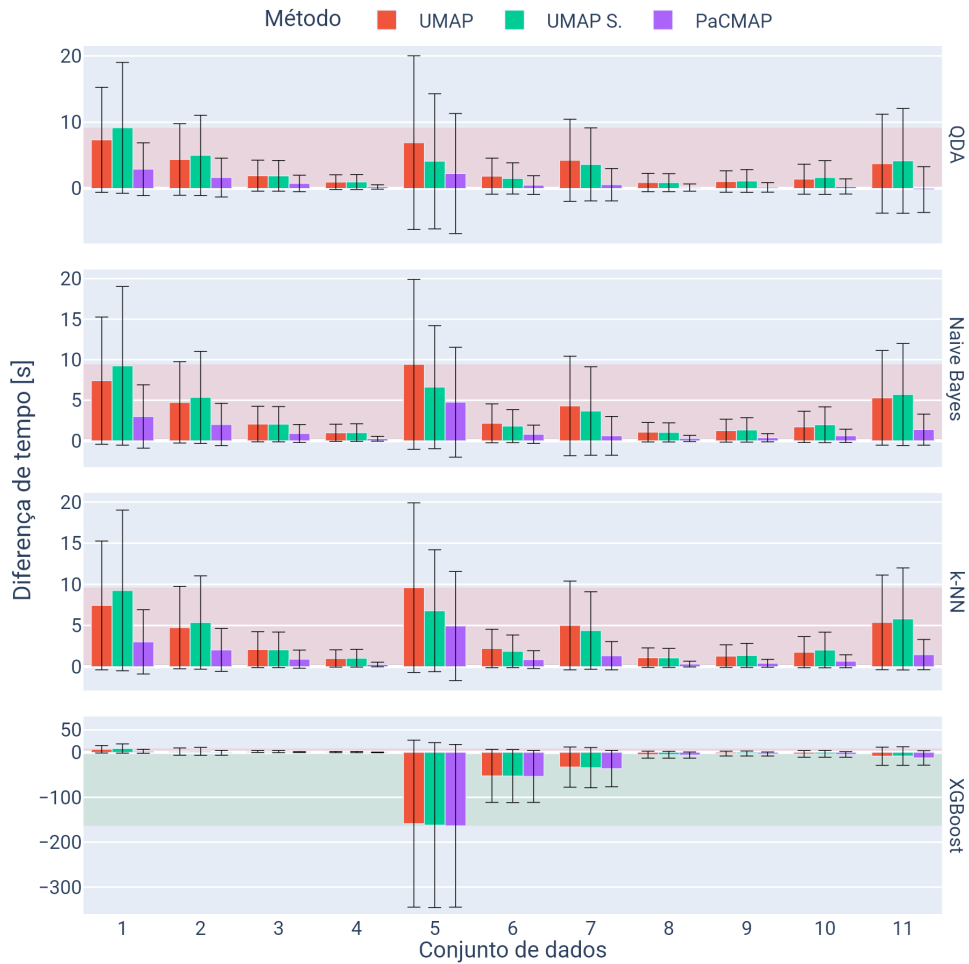 Método UMAP UMAP S. PaCMAP
20
10
0
QDA
20
15
10
5
0
Naive Bayes
20
15
10
5
0
k-NN
50
0
−100
−200
−300
XGBoost
Diferença de tempo [s]
1 2 3 4 5 6 7 8 9 10 11
Conjunto de dados